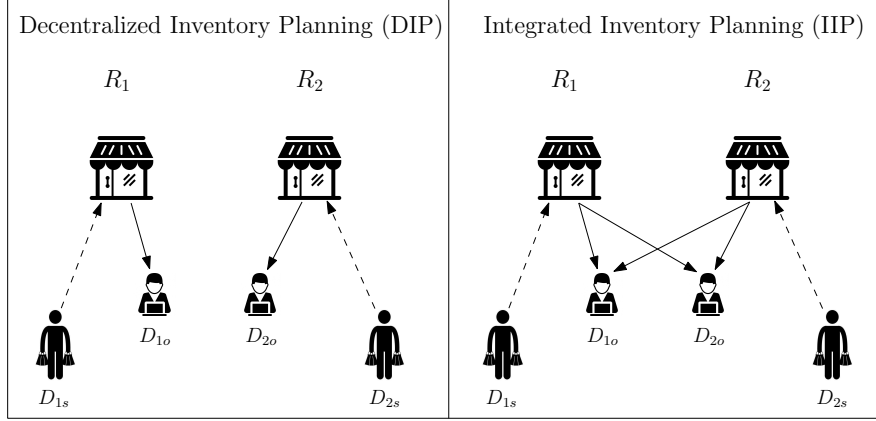 Decentralized Inventory Planning (DIP)
R₁ R₂
D₁ₒ D₂ₒ
D₁ₛ D₂ₛ
Integrated Inventory Planning (IIP)
R₁ R₂
D₁ₒ D₂ₒ
D₁ₛ D₂ₛ